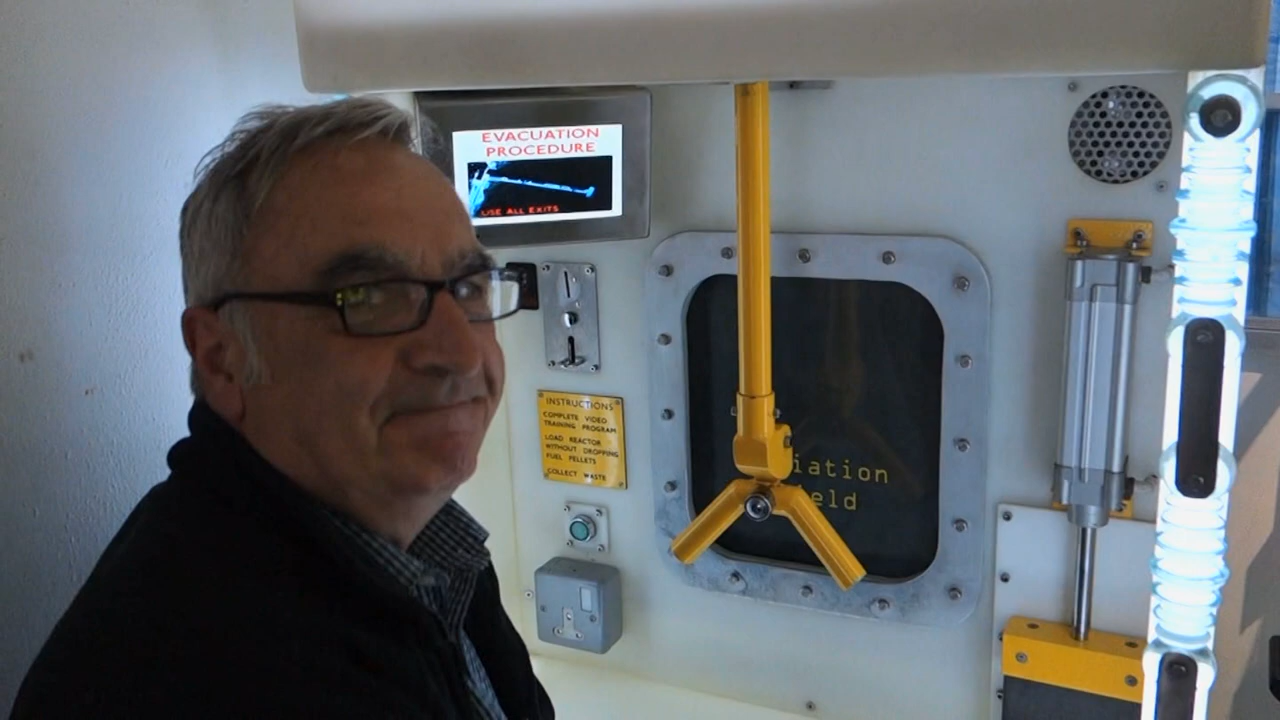 EVACUATION
PROCEDURE
USE ALL EXITS
INSTRUCTIONS
COMPLETE VIDEO
TRAINING PROGRAM
LOAD REACTOR
WITHOUT DROPPING
FUEL PELLETS
COLLECT WASTE
iation
eld